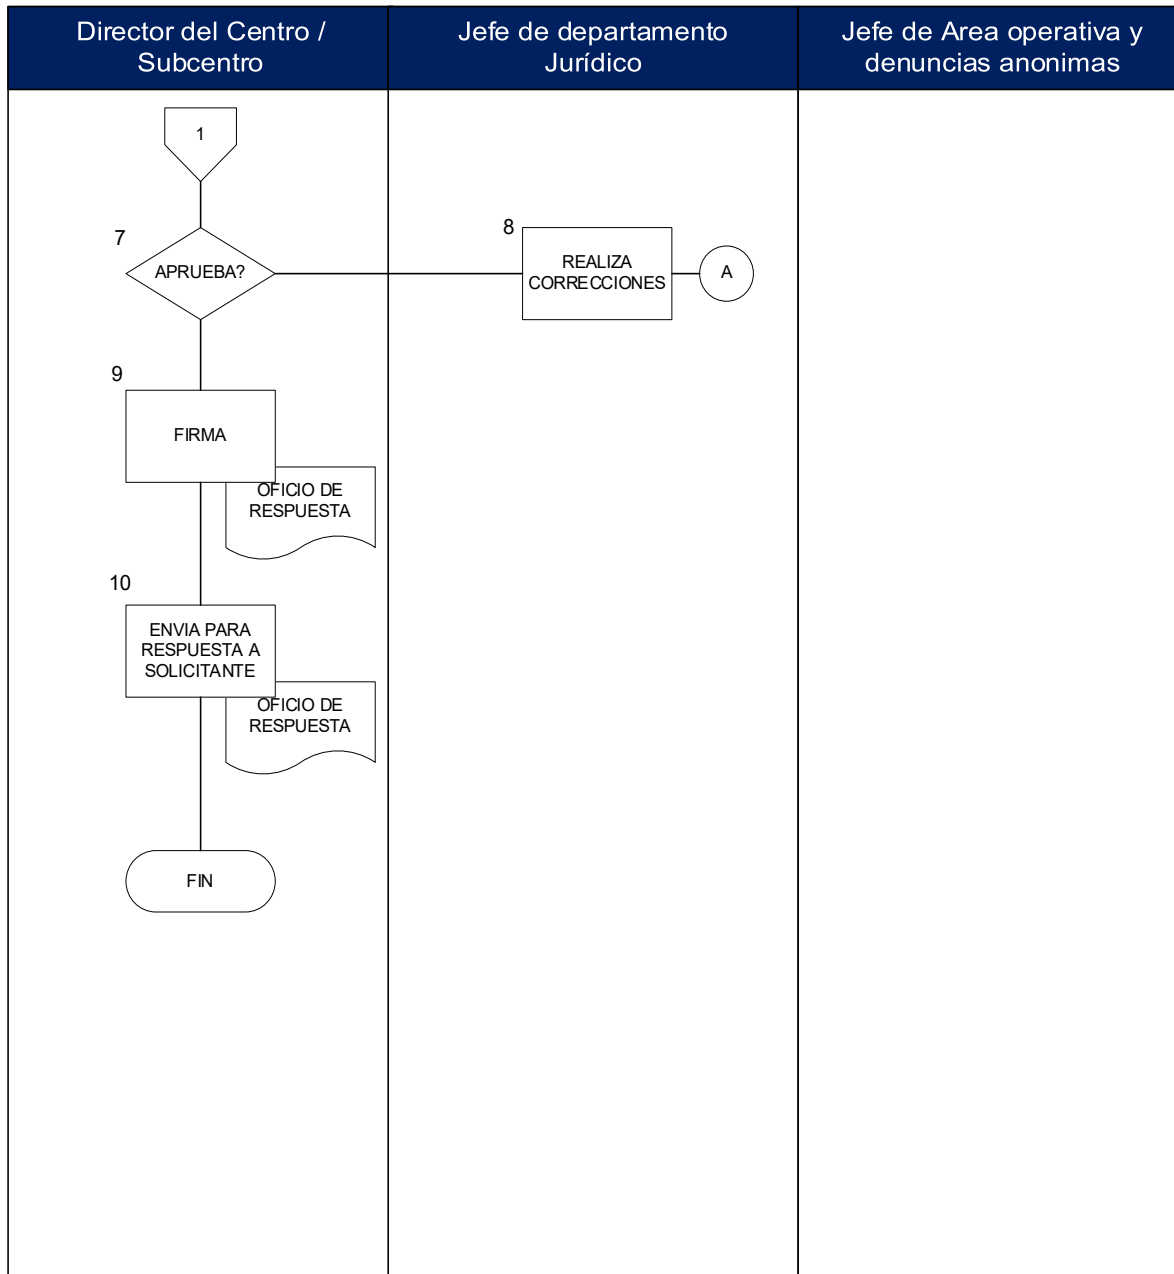 Director del Centro /
Subcentro
Jefe de departamento
Jurídico
Jefe de Area operativa y
denuncias anonimas
1
7
APRUEBA?
8
REALIZA
CORRECCIONES
A
9
FIRMA
OFICIO DE
RESPUESTA
10
ENVIA PARA
RESPUESTA A
SOLICITANTE
OFICIO DE
RESPUESTA
FIN